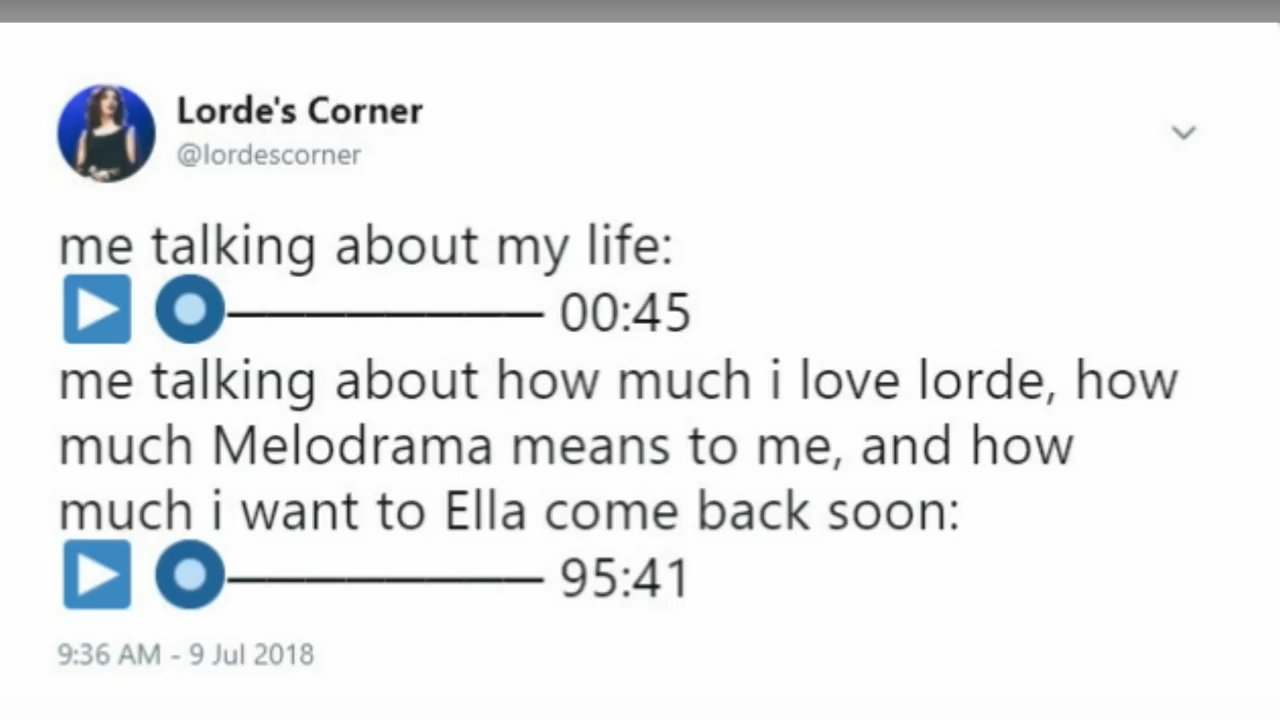 Lorde's Corner
@lordescorner
me talking about my life:
00:45
me talking about how much i love lorde, how
much Melodrama means to me, and how
much i want to Ella come back soon:
95:41
9:36 AM - 9 Jul 2018